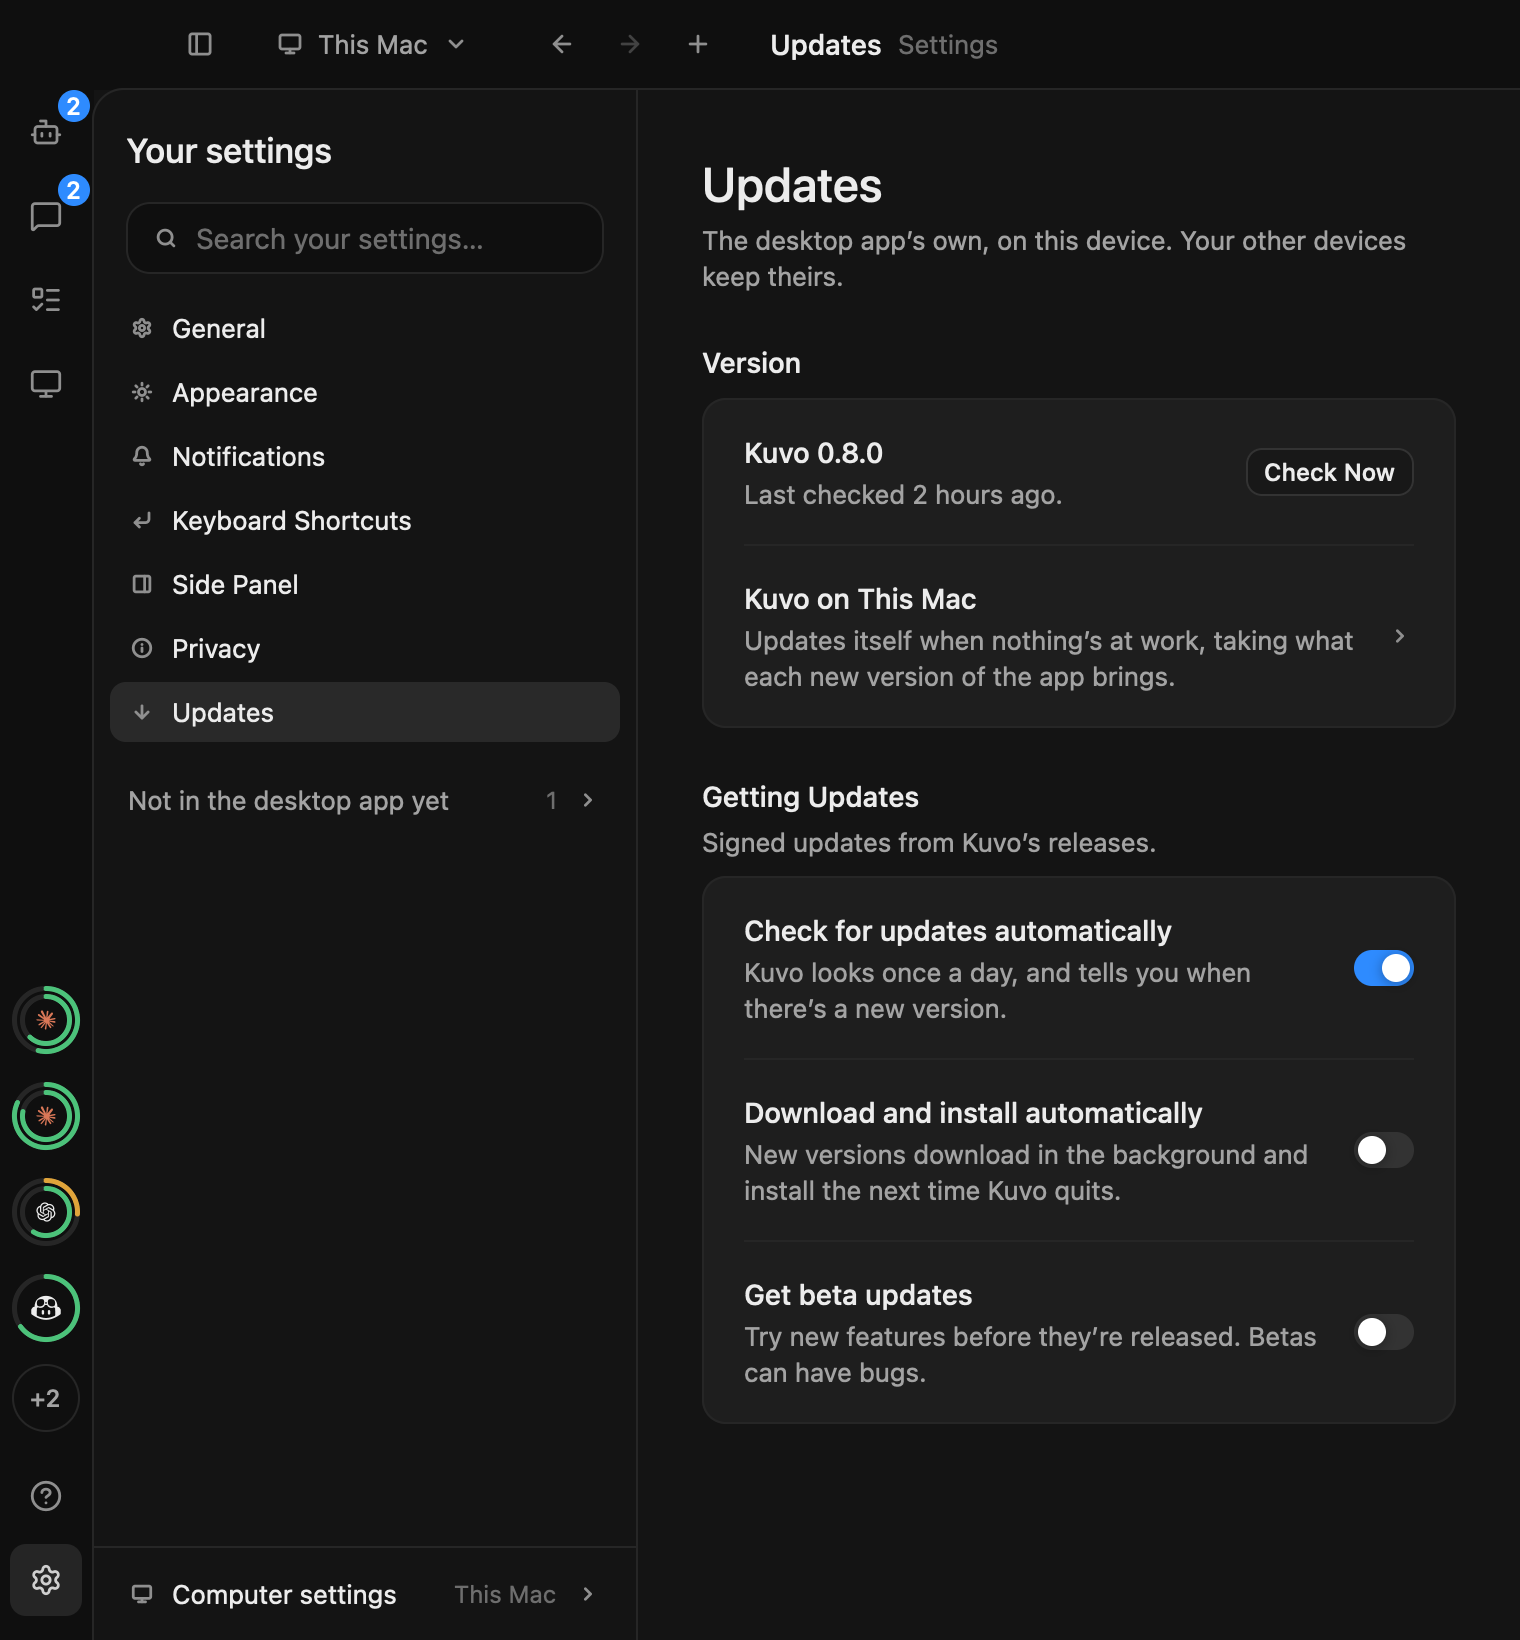 This Mac
Updates Settings
2
2
Your settings
Search your settings...
General
Appearance
Notifications
Keyboard Shortcuts
Side Panel
Privacy
Updates
Not in the desktop app yet 1
+2
Computer settings This Mac
Updates
The desktop app’s own, on this device. Your other devices
keep theirs.
Version
Kuvo 0.8.0
Last checked 2 hours ago.
Check Now
Kuvo on This Mac
Updates itself when nothing’s at work, taking what
each new version of the app brings.
Getting Updates
Signed updates from Kuvo’s releases.
Check for updates automatically
Kuvo looks once a day, and tells you when
there’s a new version.
Download and install automatically
New versions download in the background and
install the next time Kuvo quits.
Get beta updates
Try new features before they’re released. Betas
can have bugs.